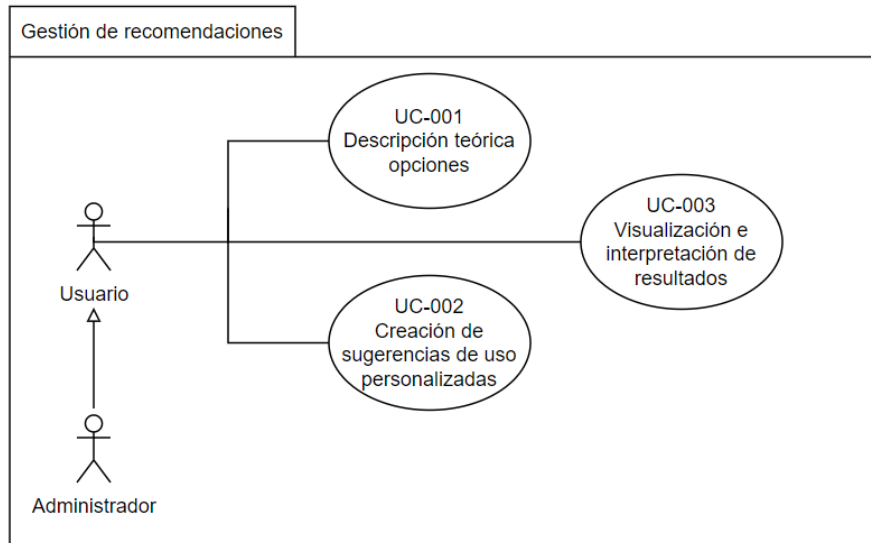 Gestión de recomendaciones
UC-001
Descripción teórica
opciones
UC-003
Visualización e
interpretación de
resultados
Usuario
UC-002
Creación de
sugerencias de uso
personalizadas
Administrador